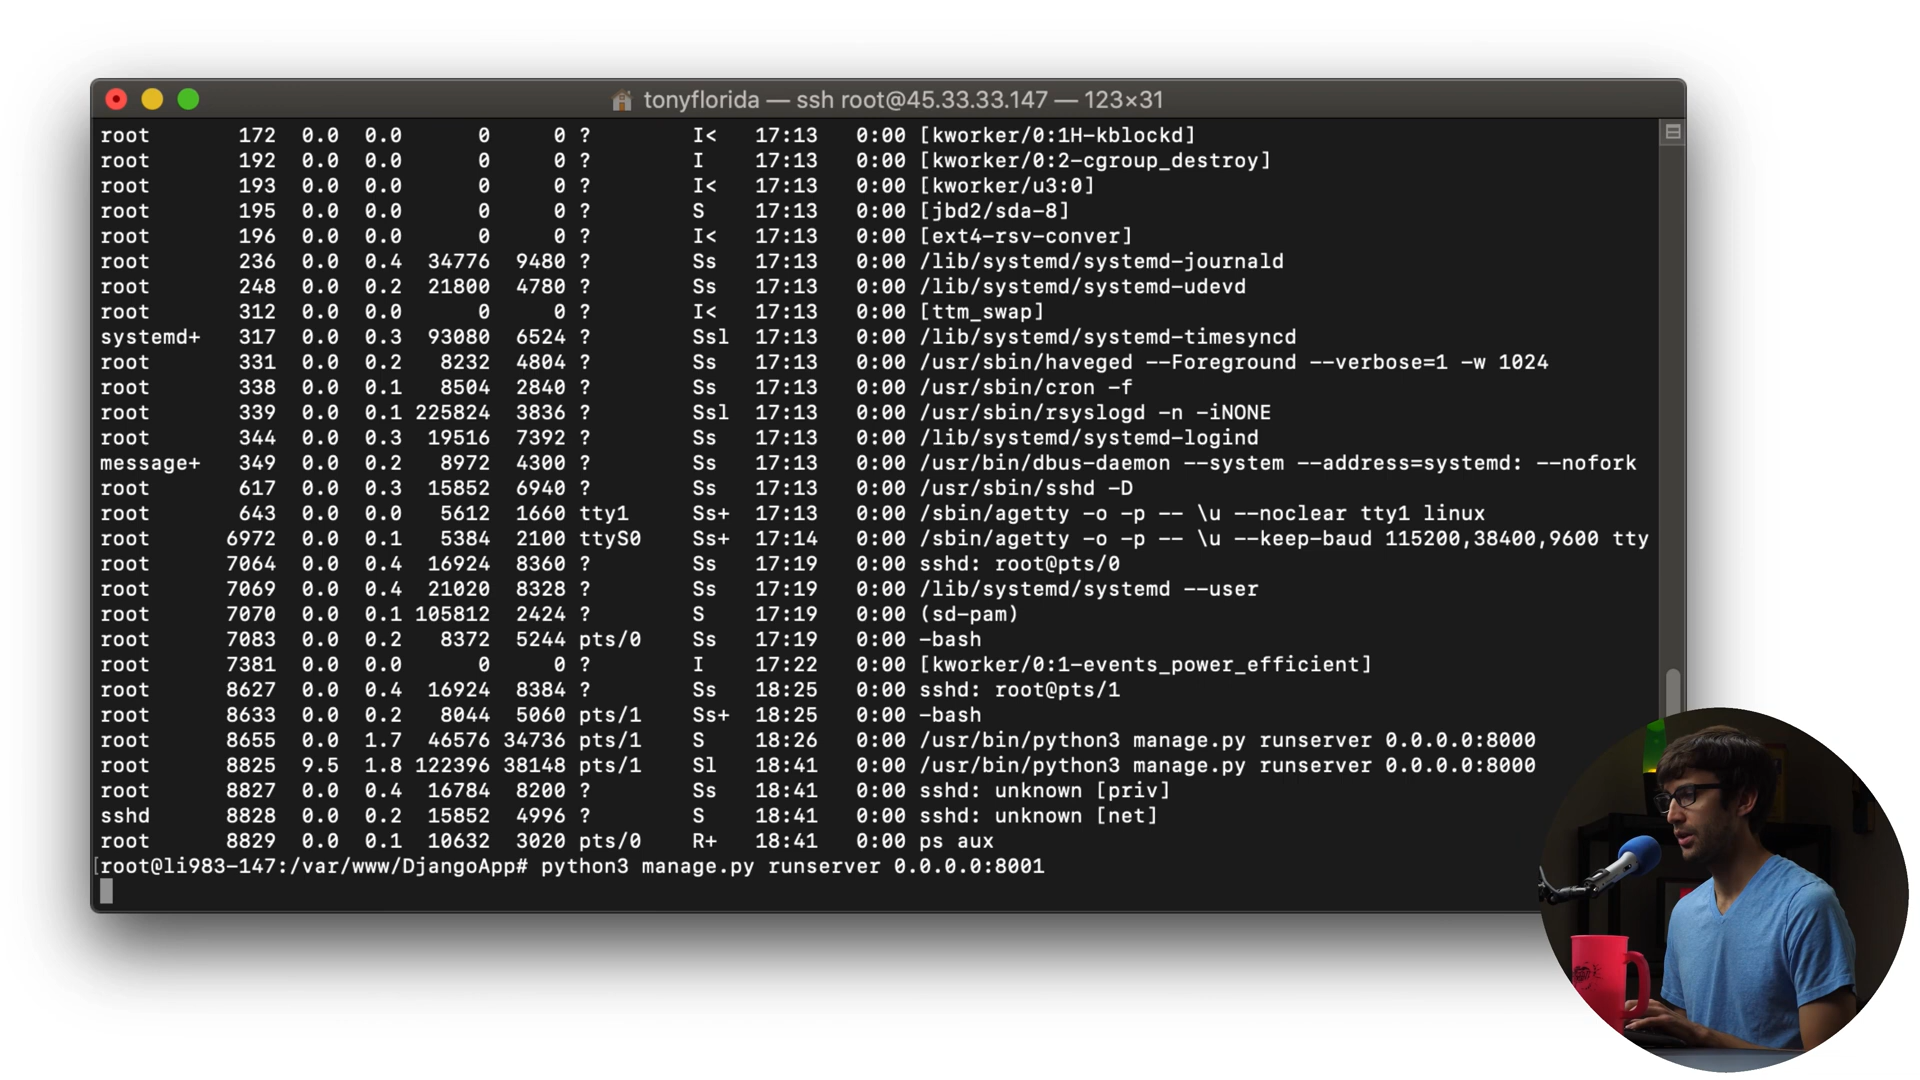 tonyflorida — ssh root@45.33.33.147 — 123×31
root 172 0.0 0.0 0 0 ? I< 17:13 0:00 [kworker/0:1H-kblockd]
root 192 0.0 0.0 0 0 ? I 17:13 0:00 [kworker/0:2-cgroup_destroy]
root 193 0.0 0.0 0 0 ? I< 17:13 0:00 [kworker/u3:0]
root 195 0.0 0.0 0 0 ? S 17:13 0:00 [jbd2/sda-8]
root 196 0.0 0.0 0 0 ? I< 17:13 0:00 [ext4-rsv-conver]
root 236 0.0 0.4 34776 9480 ? Ss 17:13 0:00 /lib/systemd/systemd-journald
root 248 0.0 0.2 21800 4780 ? Ss 17:13 0:00 /lib/systemd/systemd-udevd
root 312 0.0 0.0 0 0 ? I< 17:13 0:00 [ttm_swap]
systemd+ 317 0.0 0.3 93080 6524 ? Ssl 17:13 0:00 /lib/systemd/systemd-timesyncd
root 331 0.0 0.2 8232 4804 ? Ss 17:13 0:00 /usr/sbin/haveged --Foreground --verbose=1 -w 1024
root 338 0.0 0.1 8504 2840 ? Ss 17:13 0:00 /usr/sbin/cron -f
root 339 0.0 0.1 225824 3836 ? Ssl 17:13 0:00 /usr/sbin/rsyslogd -n -iNONE
root 344 0.0 0.3 19516 7392 ? Ss 17:13 0:00 /lib/systemd/systemd-logind
message+ 349 0.0 0.2 8972 4300 ? Ss 17:13 0:00 /usr/bin/dbus-daemon --system --address=systemd: --nofork
root 617 0.0 0.3 15852 6940 ? Ss 17:13 0:00 /usr/sbin/sshd -D
root 643 0.0 0.0 5612 1660 tty1 Ss+ 17:13 0:00 /sbin/agetty -o -p -- \u --noclear tty1 linux
root 6972 0.0 0.1 5384 2100 ttyS0 Ss+ 17:14 0:00 /sbin/agetty -o -p -- \u --keep-baud 115200,38400,9600 tty
root 7064 0.0 0.4 16924 8360 ? Ss 17:19 0:00 sshd: root@pts/0
root 7069 0.0 0.4 21020 8328 ? Ss 17:19 0:00 /lib/systemd/systemd --user
root 7070 0.0 0.1 105812 2424 ? S 17:19 0:00 (sd-pam)
root 7083 0.0 0.2 8372 5244 pts/0 Ss 17:19 0:00 -bash
root 7381 0.0 0.0 0 0 ? I 17:22 0:00 [kworker/0:1-events_power_efficient]
root 8627 0.0 0.4 16924 8384 ? Ss 18:25 0:00 sshd: root@pts/1
root 8633 0.0 0.2 8044 5060 pts/1 Ss+ 18:25 0:00 -bash
root 8655 0.0 1.7 46576 34736 pts/1 S 18:26 0:00 /usr/bin/python3 manage.py runserver 0.0.0.0:8000
root 8825 9.5 1.8 122396 38148 pts/1 Sl 18:41 0:00 /usr/bin/python3 manage.py runserver 0.0.0.0:8000
root 8827 0.0 0.4 16784 8200 ? Ss 18:41 0:00 sshd: unknown [priv]
sshd 8828 0.0 0.2 15852 4996 ? S 18:41 0:00 sshd: unknown [net]
root 8829 0.0 0.1 10632 3020 pts/0 R+ 18:41 0:00 ps aux
[root@li983-147:/var/www/DjangoApp# python3 manage.py runserver 0.0.0.0:8001